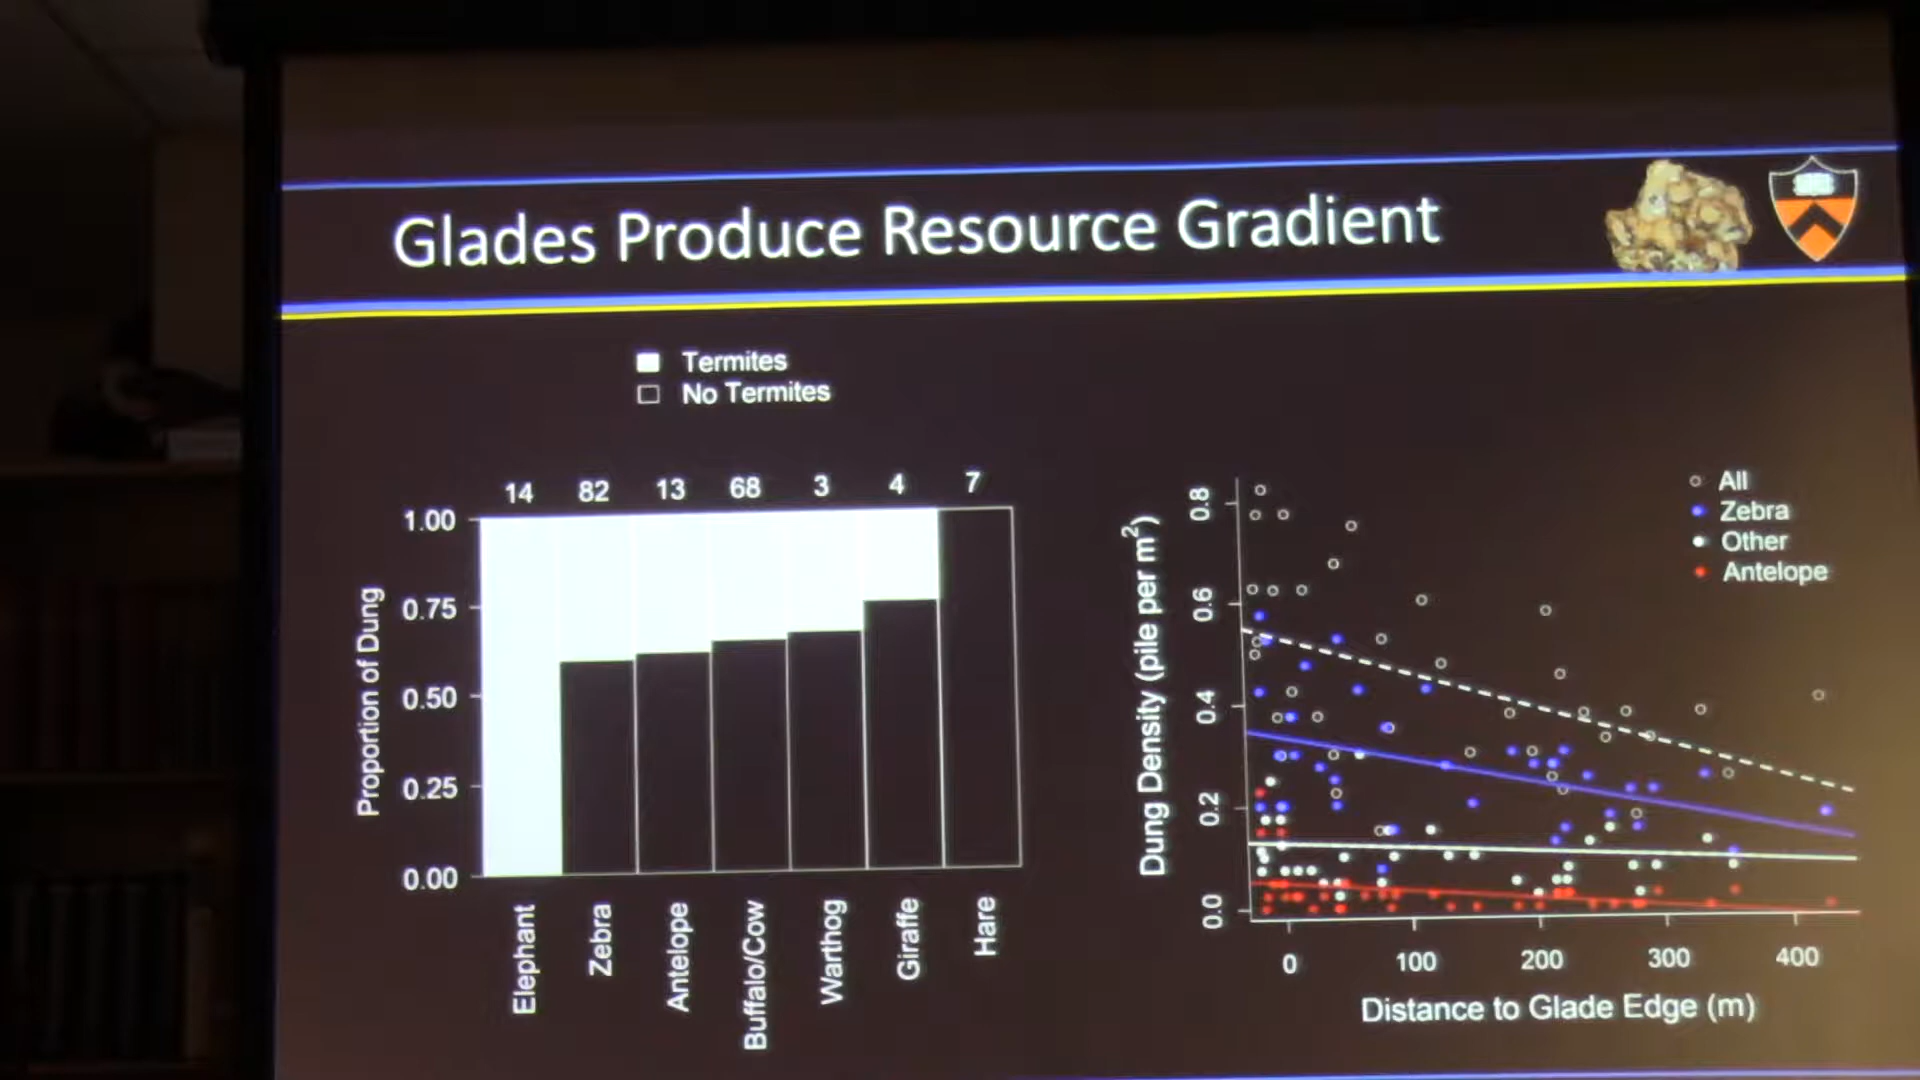 Glades Produce Resource Gradient
Termites
No Termites
14 82 13 68 3 4 7
1.00
0.75
0.50
0.25
0.00
Proportion of Dung
Elephant
Zebra
Antelope
Buffalo/Cow
Warthog
Giraffe
Hare
All
Zebra
Other
Antelope
0.8
0.6
0.4
0.2
0.0
Dung Density (pile per m²)
0 100 200 300 400
Distance to Glade Edge (m)